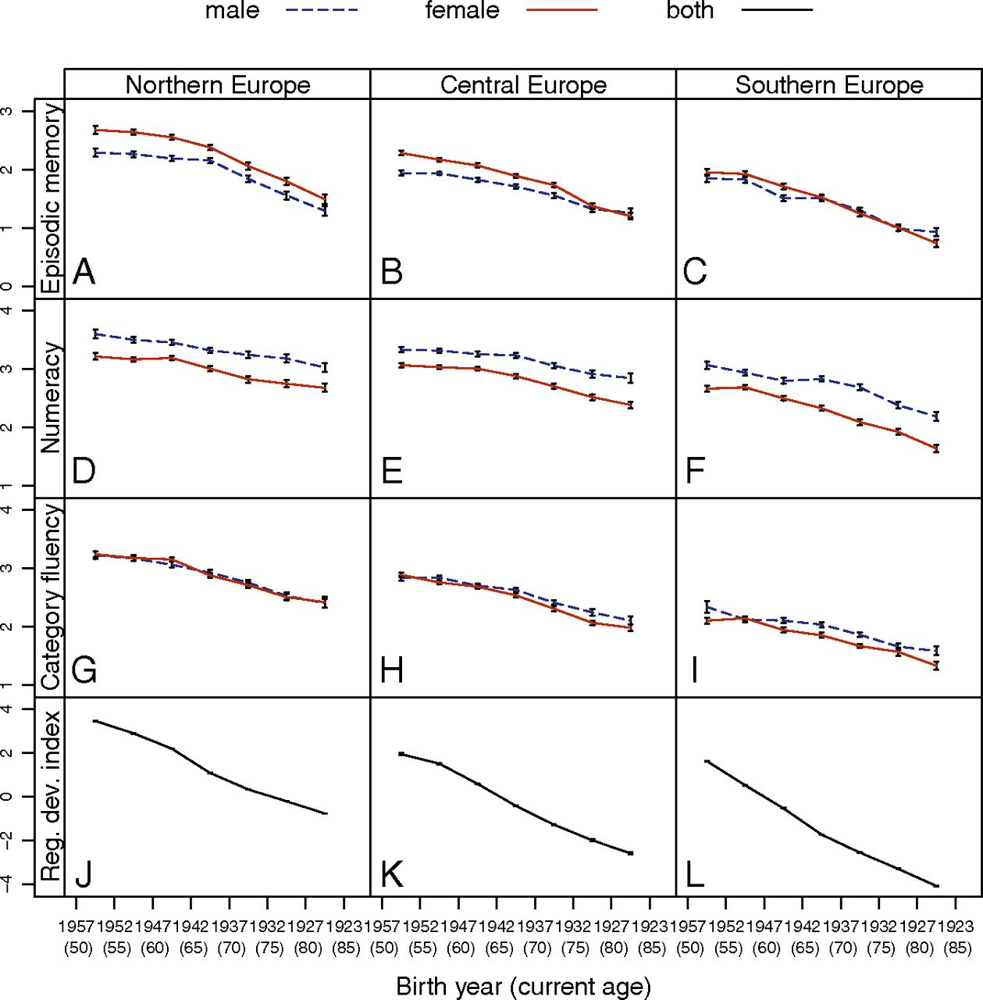 male female both
Northern Europe Central Europe Southern Europe
Episodic memory
3
2
1
0
A B C
Numeracy
4
3
2
1
D E F
Category fluency
4
3
2
1
G H I
Reg. dev. index
4
2
0
−2
−4
J K L
1957 1952 1947 1942 1937 1932 1927 1923 1957 1952 1947 1942 1937 1932 1927 1923 1957 1952 1947 1942 1937 1932 1927 1923
(50) (55) (60) (65) (70) (75) (80) (85) (50) (55) (60) (65) (70) (75) (80) (85) (50) (55) (60) (65) (70) (75) (80) (85)
Birth year (current age)